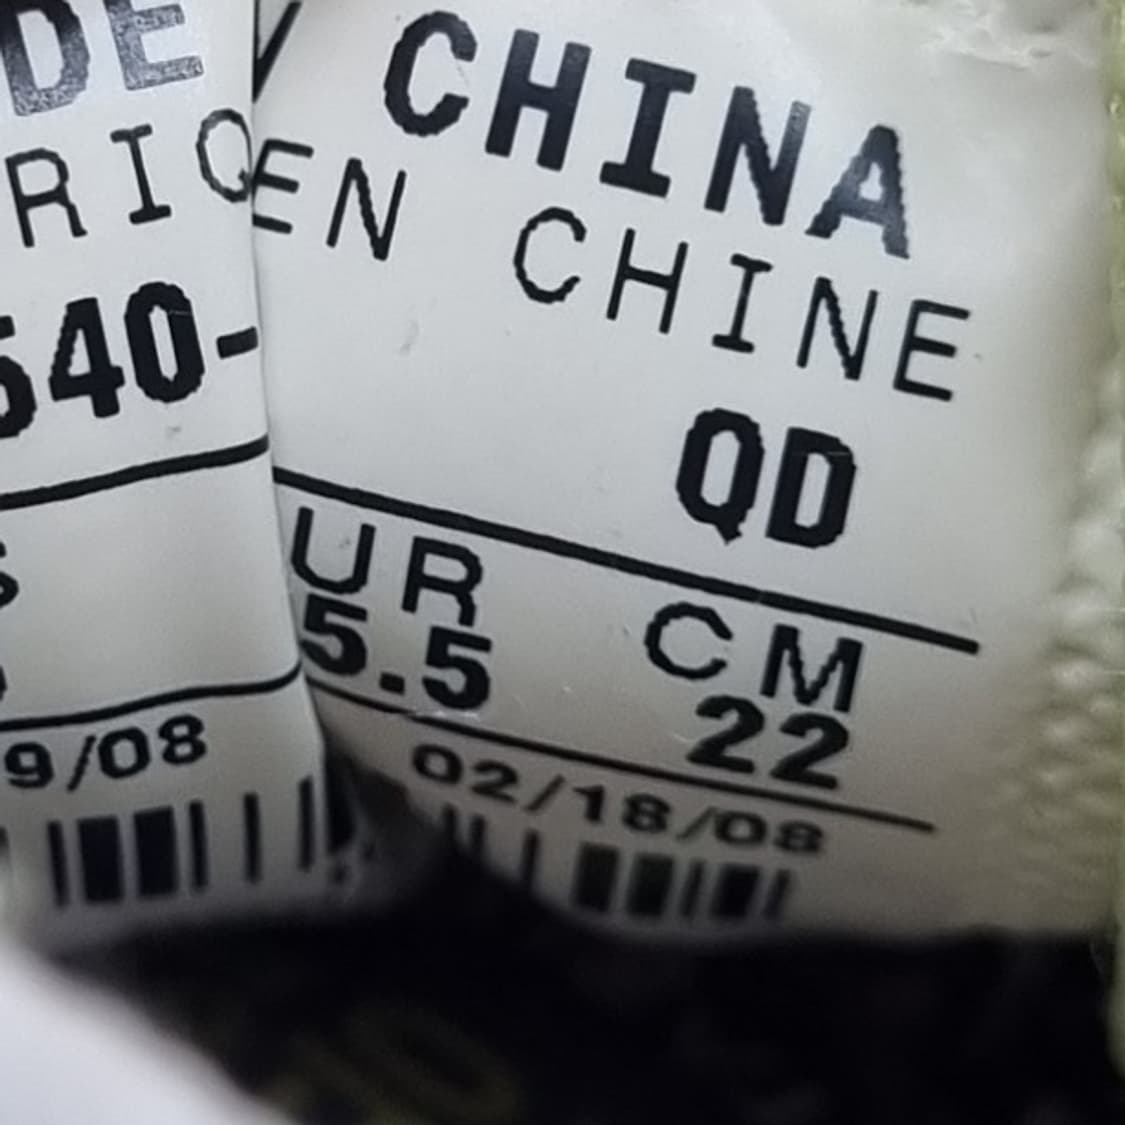 DE CHINA
RIQ EN CHINE
540-
QD
UR CM
5.5 22
9/08 02/18/08